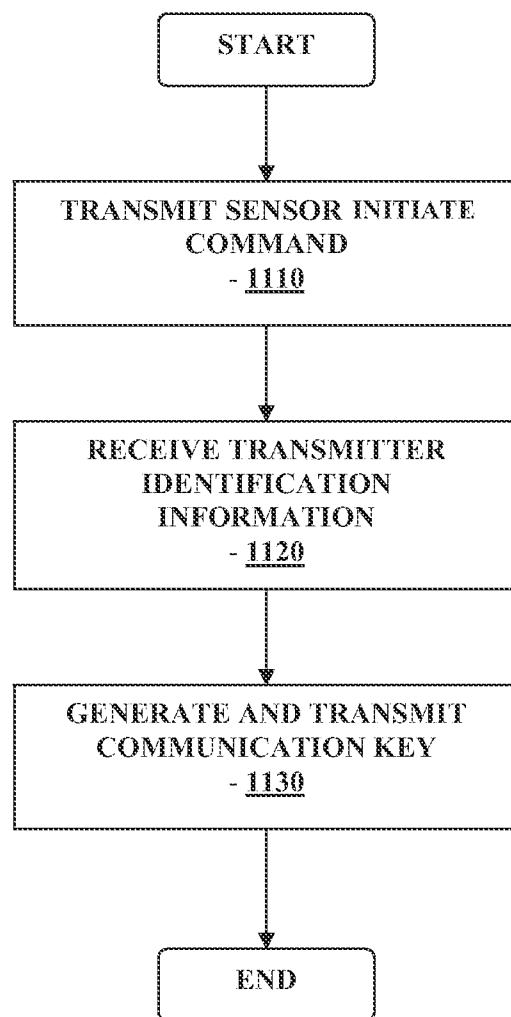 START
TRANSMIT SENSOR INITIATE
COMMAND
- 1110
RECEIVE TRANSMITTER
IDENTIFICATION
INFORMATION
- 1120
GENERATE AND TRANSMIT
COMMUNICATION KEY
- 1130
END